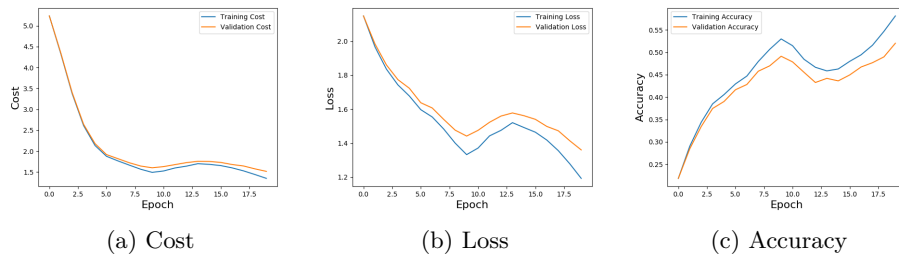 Training Cost
Validation Cost
5.0
4.5
4.0
3.5
3.0
2.5
2.0
1.5
Cost
0.0 2.5 5.0 7.5 10.0 12.5 15.0 17.5
Epoch
(a) Cost
Training Loss
Validation Loss
2.0
1.8
1.6
1.4
1.2
Loss
0.0 2.5 5.0 7.5 10.0 12.5 15.0 17.5
Epoch
(b) Loss
Training Accuracy
Validation Accuracy
0.55
0.50
0.45
0.40
0.35
0.30
0.25
Accuracy
0.0 2.5 5.0 7.5 10.0 12.5 15.0 17.5
Epoch
(c) Accuracy